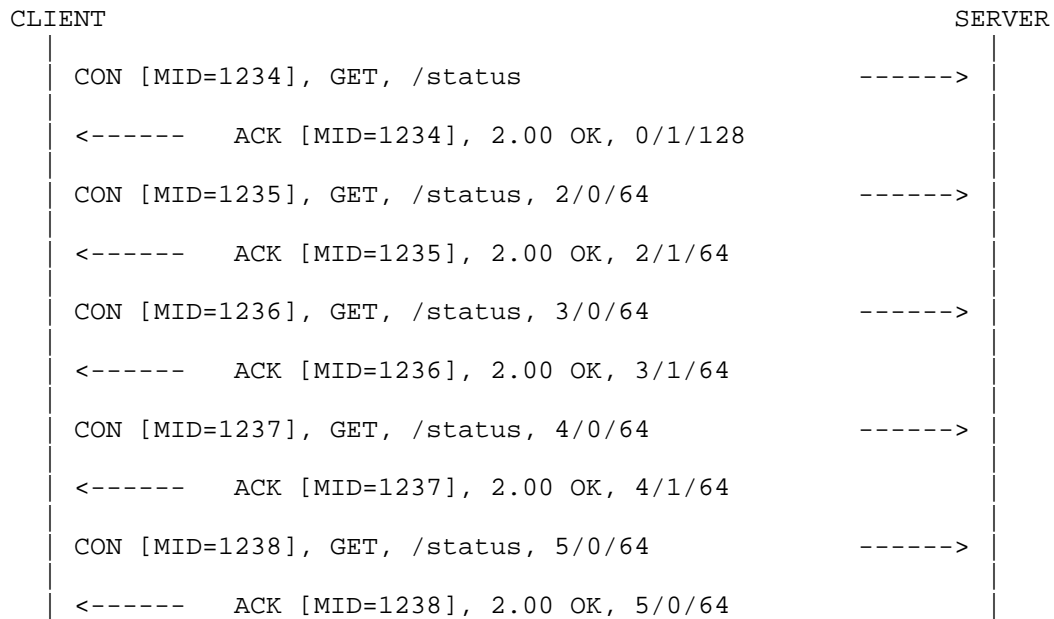 CLIENT                                                     SERVER
  |                                                          |
  | CON [MID=1234], GET, /status                    ------>  |
  |                                                          |
  | <------   ACK [MID=1234], 2.00 OK, 0/1/128               |
  |                                                          |
  | CON [MID=1235], GET, /status, 2/0/64            ------>  |
  |                                                          |
  | <------   ACK [MID=1235], 2.00 OK, 2/1/64                |
  |                                                          |
  | CON [MID=1236], GET, /status, 3/0/64            ------>  |
  |                                                          |
  | <------   ACK [MID=1236], 2.00 OK, 3/1/64                |
  |                                                          |
  | CON [MID=1237], GET, /status, 4/0/64            ------>  |
  |                                                          |
  | <------   ACK [MID=1237], 2.00 OK, 4/1/64                |
  |                                                          |
  | CON [MID=1238], GET, /status, 5/0/64            ------>  |
  |                                                          |
  | <------   ACK [MID=1238], 2.00 OK, 5/0/64                |